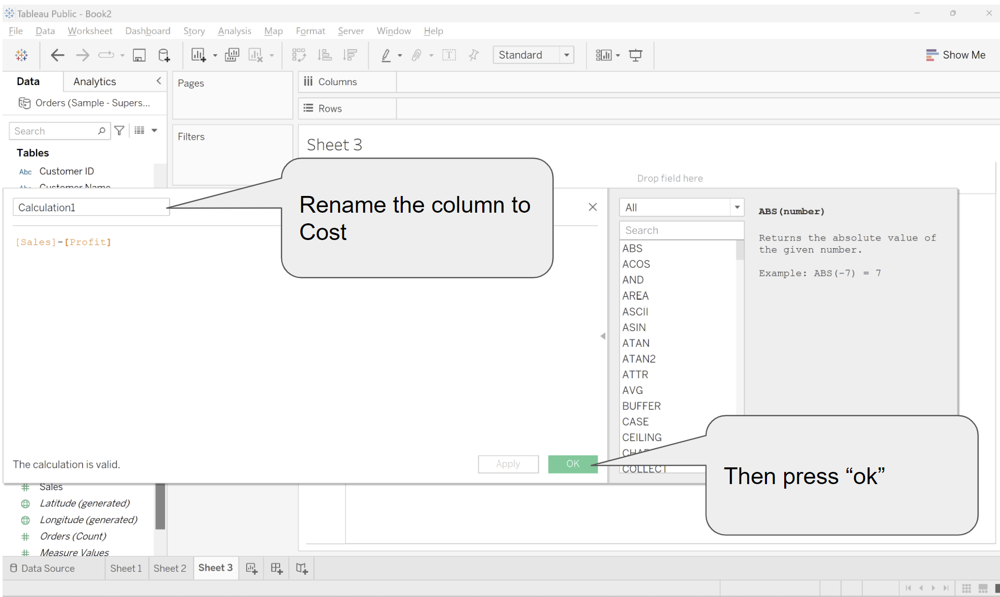 Tableau Public - Book2
File Data Worksheet Dashboard Story Analysis Map Format Server Window Help
Standard
Show Me
Data Analytics
Pages
Columns
Orders (Sample - Supers...
Rows
Search
Filters
Sheet 3
Tables
Abc Customer ID
Drop field here
Abc Customer Name
Calculation1
Rename the column to
Cost
All
ABS(number)
Search
[Sales]-[Profit]
Returns the absolute value of
the given number.
Example: ABS(-7) = 7
ABS
ACOS
AND
AREA
ASCII
ASIN
ATAN
ATAN2
ATTR
AVG
BUFFER
CASE
CEILING
COLLECT
The calculation is valid.
Apply
OK
Then press “ok”
Sales
Latitude (generated)
Longitude (generated)
Orders (Count)
Measure Values
Data Source Sheet 1 Sheet 2 Sheet 3